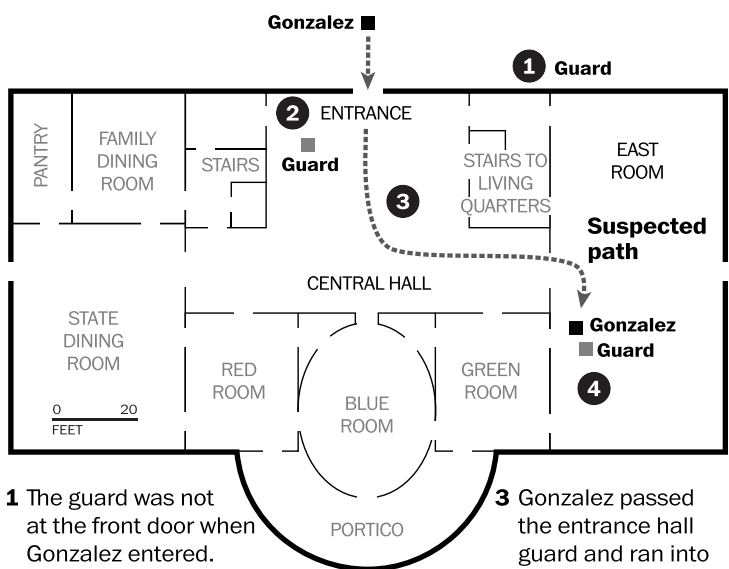 Gonzalez
1 Guard
2 ENTRANCE
Guard
PANTRY
FAMILY
DINING
ROOM
STAIRS
STAIRS TO
LIVING
QUARTERS
EAST
ROOM
3
Suspected
path
CENTRAL HALL
Gonzalez
Guard
4
STATE
DINING
ROOM
RED
ROOM
BLUE
ROOM
GREEN
ROOM
0 20
FEET
PORTICO
1 The guard was not
at the front door when
Gonzalez entered.
3 Gonzalez passed
the entrance hall
guard and ran into